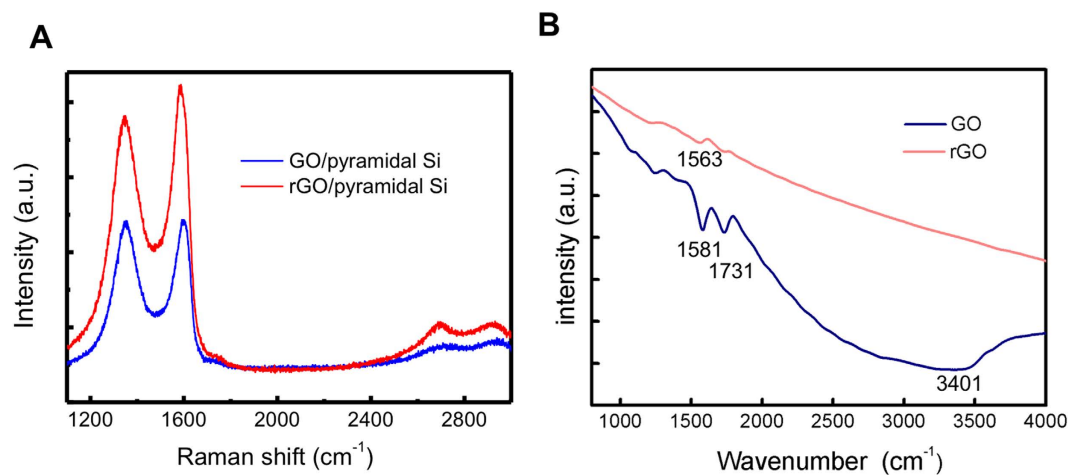 A
Intensity (a.u.)
GO/pyramidal Si
rGO/pyramidal Si
1200 1600 2000 2400 2800
Raman shift (cm⁻¹)
B
intensity (a.u.)
GO
rGO
1563
1581
1731
3401
1000 1500 2000 2500 3000 3500 4000
Wavenumber (cm⁻¹)